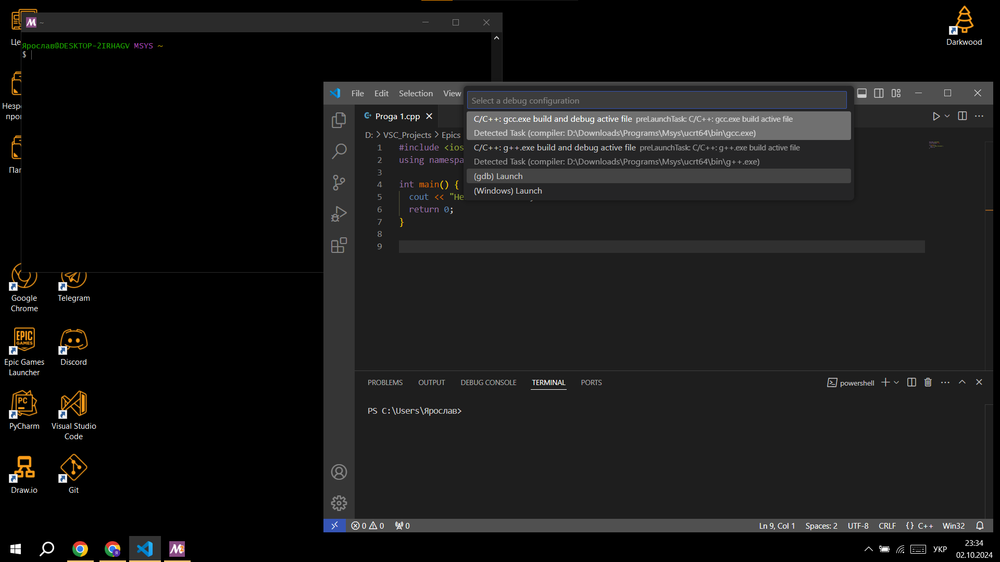 Це
~
Ярослав@DESKTOP-2IRHAGV MSYS ~
$
Незр
про
Пап
Google Chrome
Telegram
Epic Games Launcher
EPIC GAMES
Discord
PC
PyCharm
Visual Studio Code
Draw.io
Git
Darkwood
File Edit Selection View
Select a debug configuration
C/C++: gcc.exe build and debug active file preLaunchTask: C/C++: gcc.exe build active file
Detected Task (compiler: D:\Downloads\Programs\Msys\ucrt64\bin\gcc.exe)
C/C++: g++.exe build and debug active file preLaunchTask: C/C++: g++.exe build active file
Detected Task (compiler: D:\Downloads\Programs\Msys\ucrt64\bin\g++.exe)
(gdb) Launch
(Windows) Launch
Proga 1.cpp
D: > VSC_Projects > Epics
1 #include <ios
2 using namespa
3
4 int main() {
5 cout << "He
6 return 0;
7 }
8
9
PROBLEMS OUTPUT DEBUG CONSOLE TERMINAL PORTS
powershell
PS C:\Users\Ярослав>
0 0 0
Ln 9, Col 1 Spaces: 2 UTF-8 CRLF {} C++ Win32
УКР
23:34
02.10.2024